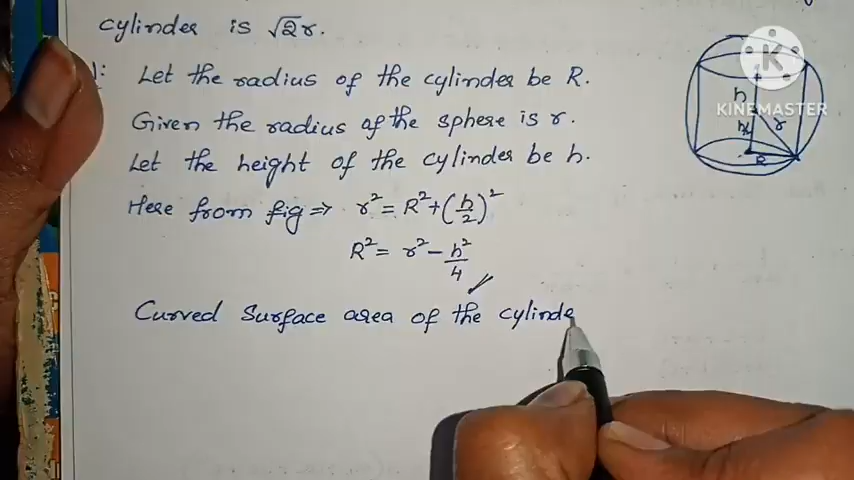 cylinder is √2r.
Let the radius of the cylinder be R.
Given the radius of the sphere is r.
Let the height of the cylinder be h.
Here from fig ⇒ r² = R² + (h/2)²
R² = r² - h²/4
Curved Surface area of the cylinde
h
r
R
K
KINEMASTER